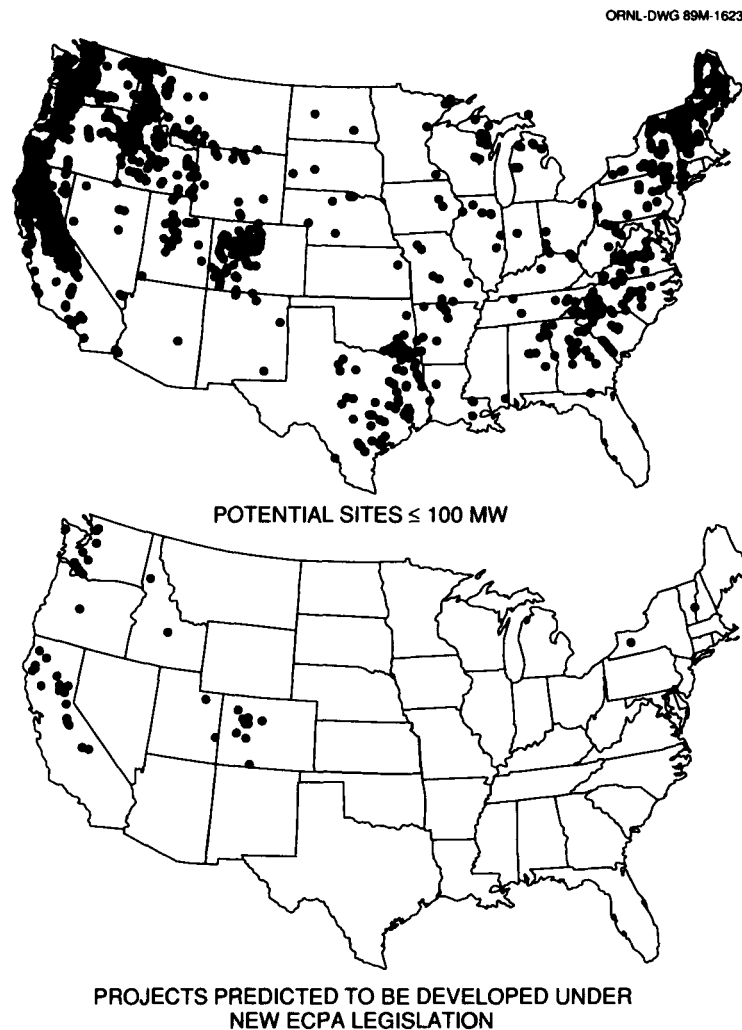 ORNL-DWG 89M-1623
POTENTIAL SITES ≤ 100 MW
PROJECTS PREDICTED TO BE DEVELOPED UNDER
NEW ECPA LEGISLATION